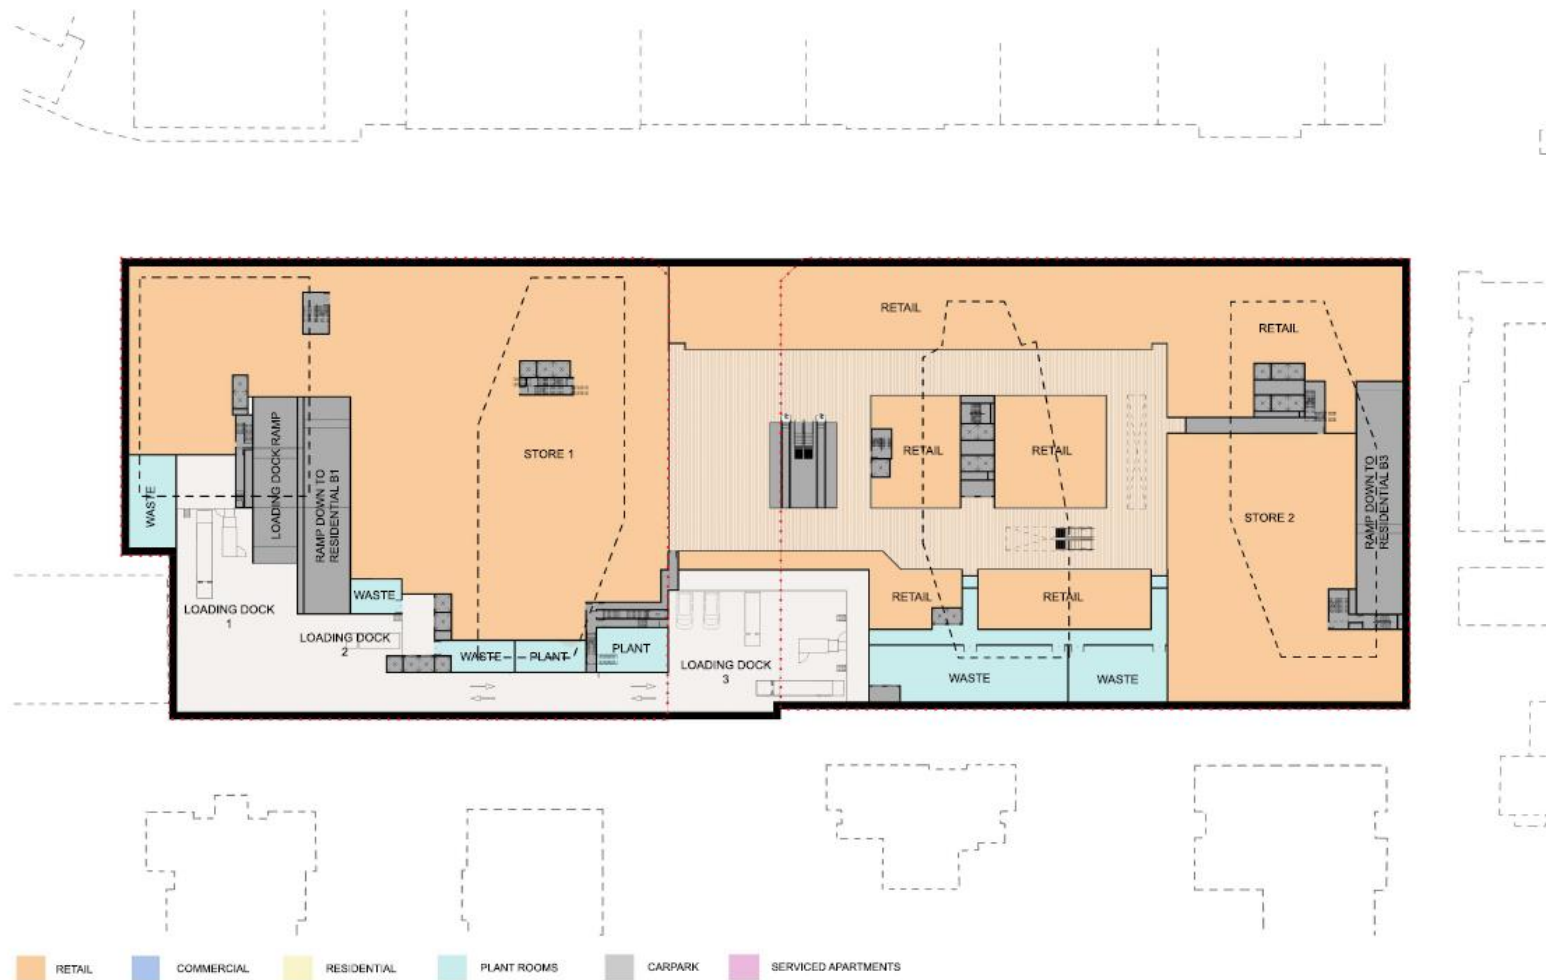 RETAIL
RETAIL
LOADING DOCK RAMP
RAMP DOWN TO
RESIDENTIAL B1
STORE 1
RETAIL
RETAIL
RAMP DOWN TO
RESIDENTIAL B3
WASTE
STORE 2
WASTE
RETAIL
RETAIL
LOADING DOCK
1
LOADING DOCK
2
WASTE
PLANT
PLANT
LOADING DOCK
3
WASTE
WASTE
RETAIL
COMMERCIAL
RESIDENTIAL
PLANT ROOMS
CARPARK
SERVICED APARTMENTS